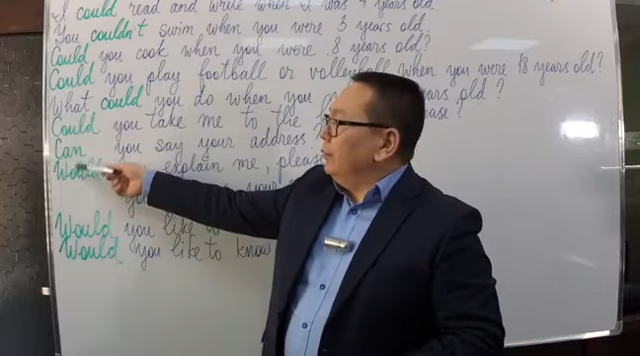 I could read and write when I was 4 years old
You couldn't swim when you were 3 years old.
Could you cook when you were 8 years old?
Could you play football or volleyball when you were 18 years old?
What could you do when you years old?
Could you take me to the
Can you say your address
Would explain me, please
you
Would you like to
Would you like to know